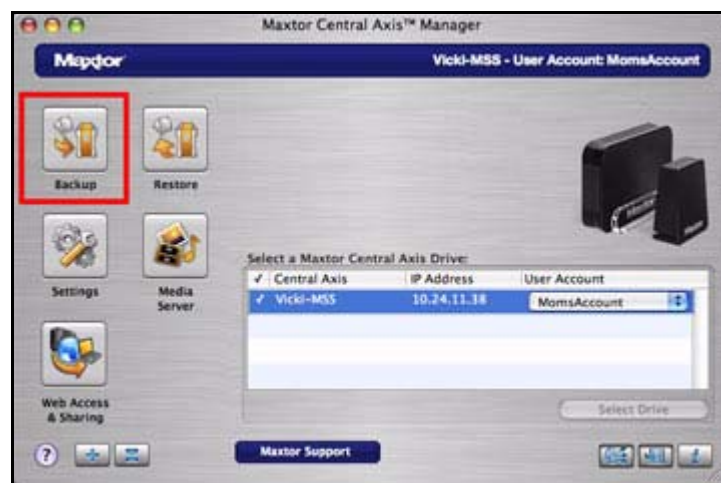 Maxtor Central Axis™ Manager
Maxtor
Vicki-MSS - User Account: MomsAccount
Backup
Restore
Settings
Media Server
Web Access & Sharing
Maxtor
Select a Maxtor Central Axis Drive:
✓ Central Axis IP Address User Account
✓ Vicki-MSS 10.24.11.38 MomsAccount
Select Drive
?
Maxtor Support
i